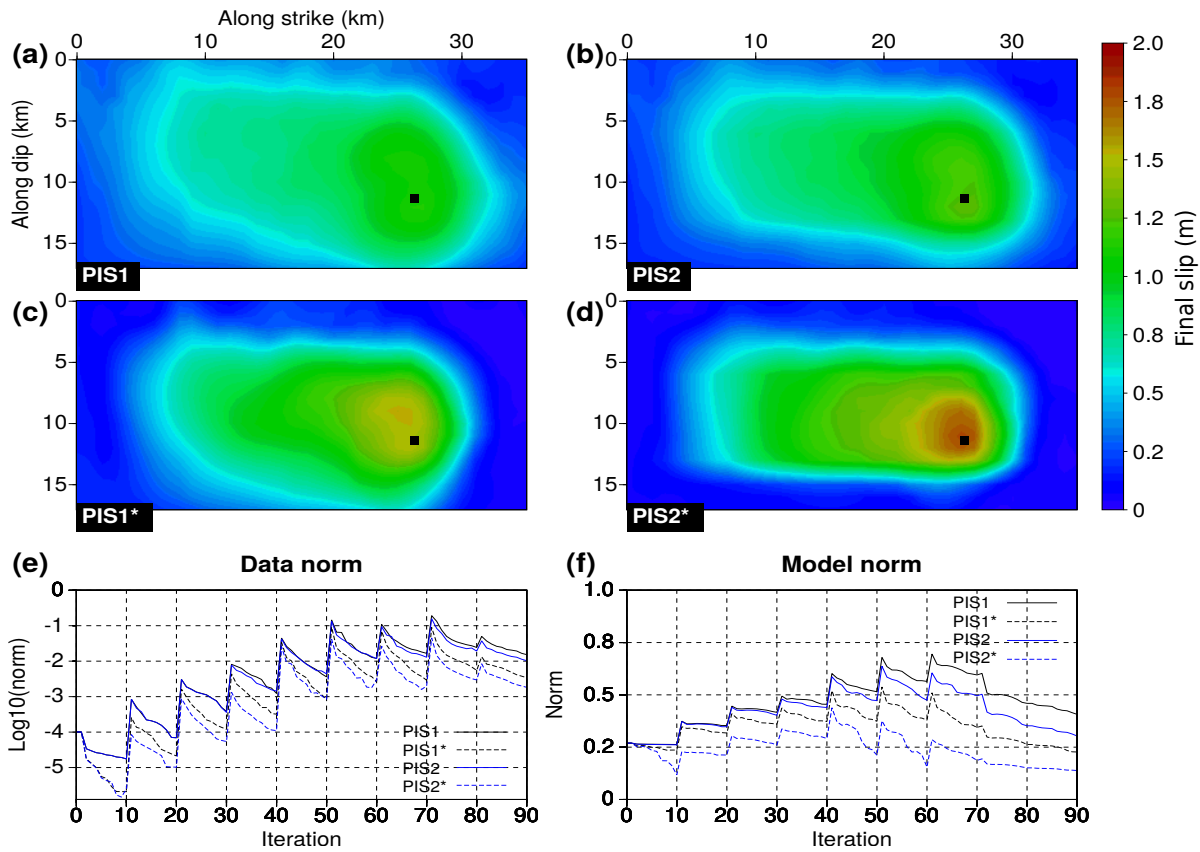 Along strike (km)
(a) 0 10 20 30
(b) 0 10 20 30
Along dip (km)
0
5
10
15
PIS1
0
5
10
15
PIS2
(c)
0
5
10
15
PIS1*
(d)
0
5
10
15
PIS2*
2.0
1.8
1.5
1.2
1.0
0.8
0.5
0.2
0
Final slip (m)
(e) Data norm
Log10(norm)
0
-1
-2
-3
-4
-5
PIS1
PIS1*
PIS2
PIS2*
0 10 20 30 40 50 60 70 80 90
Iteration
(f) Model norm
Norm
1.0
0.8
0.5
0.2
0
PIS1
PIS1*
PIS2
PIS2*
0 10 20 30 40 50 60 70 80 90
Iteration